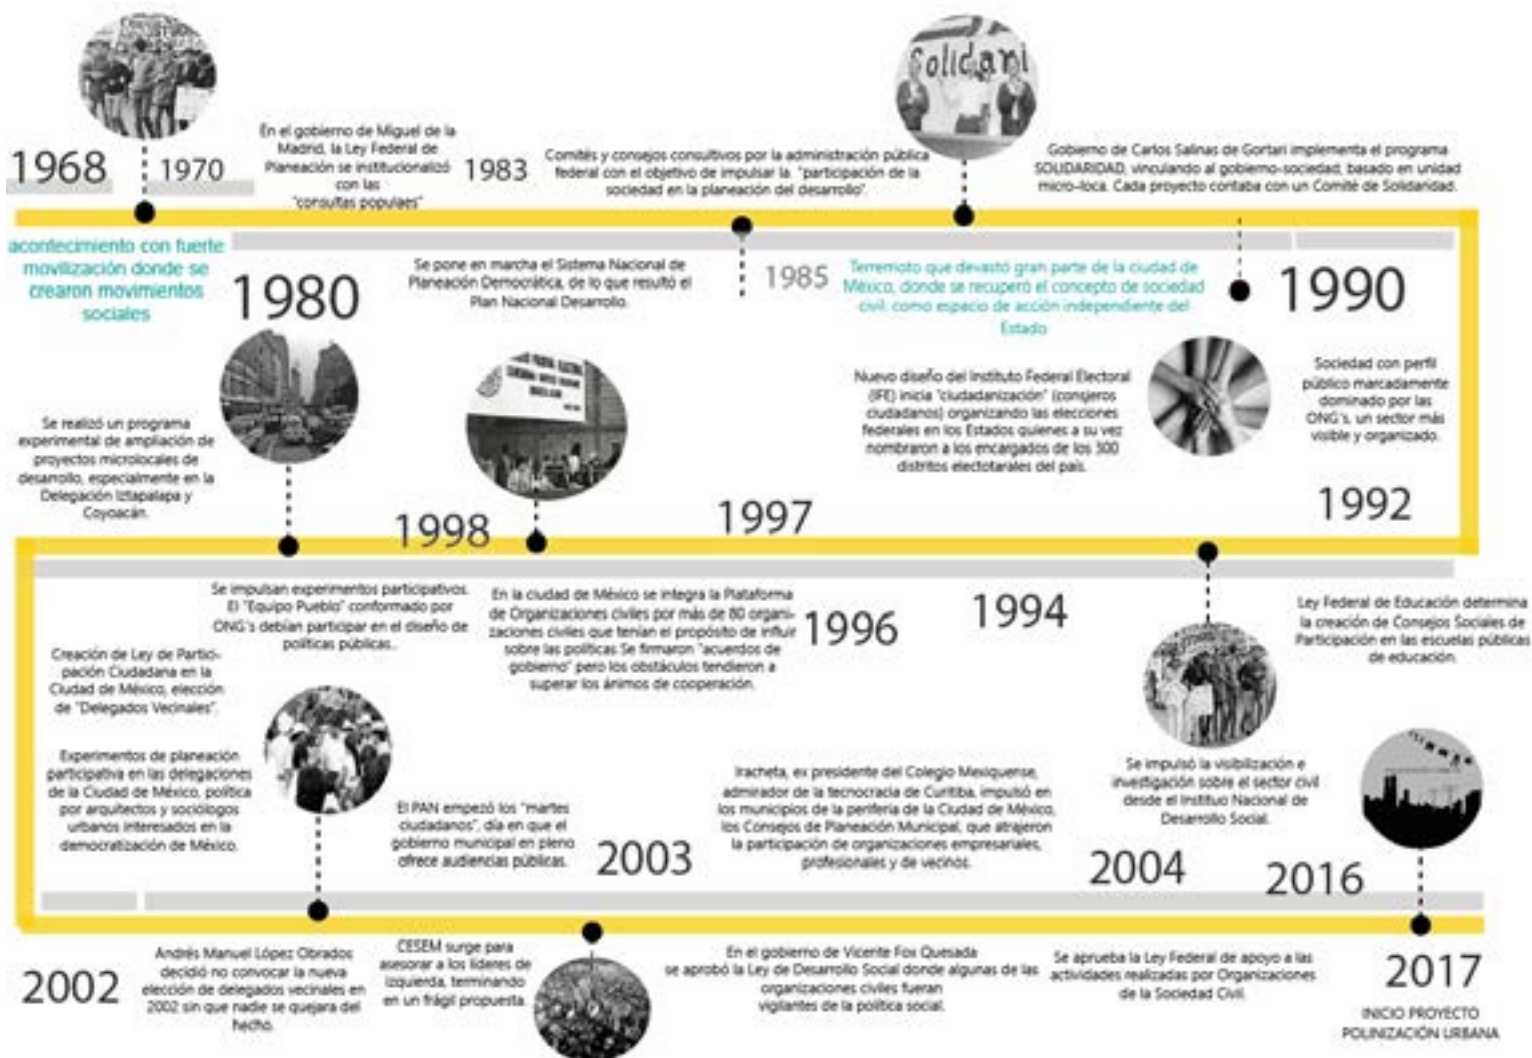 Solidari
1968
1970
En el gobierno de Miguel de la
Madrid, la Ley Federal de
Planeación se institucionalizó
con las
"consultas populaes"
1983
Comités y consejos consultivos por la administración pública
federal con el objetivo de impulsar la "participación de la
sociedad en la planeación del desarrollo".
Gobierno de Carlos Salinas de Gortari implementa el programa
SOLIDARIDAD, vinculando al gobierno-sociedad, basado en unidad
micro-loca. Cada proyecto contaba con un Comité de Solidaridad.
acontecimiento con fuerte
movilización donde se
crearon movimientos
sociales
1980
Se pone en marcha el Sistema Nacional de
Planeación Democrática, de lo que resultó el
Plan Nacional Desarrollo.
1985
Terremoto que devastó gran parte de la ciudad de
México, donde se recuperó el concepto de sociedad
civil: como espacio de acción independiente del
Estado
1990
Se realizó un programa
experimental de ampliación de
proyectos microlocales de
desarrollo, especialmente en la
Delegación Iztapalapa y
Coyoacán.
Nuevo diseño del Instituto Federal Electoral
(IFE) inicia "ciudadanización" (consjeros
ciudadanos) organizando las elecciones
federales en los Estados quienes a su vez
nombraron a los encargados de los 300
distritos electotarales del país.
Sociedad con perfil
público marcadamente
dominado por las
ONG's, un sector más
visible y organizado.
1998
1997
1992
Se impulsan experimentos participativos.
El "Equipo Pueblo" conformado por
ONG's debían participar en el diseño de
políticas públicas..
En la ciudad de México se integra la Plataforma
de Organizaciones civiles por más de 80 organi-
zaciones civiles que tenían el propósito de influir
sobre las políticas Se firmaron "acuerdos de
gobierno" pero los obstáculos tendieron a
superar los ánimos de cooperación.
1996
1994
Ley Federal de Educación determina
la creación de Consejos Sociales de
Participación en las escuelas públicas
de educación.
Creación de Ley de Partici-
pación Ciudadana en la
Ciudad de México, elección
de "Delegados Vecinales".
Experimentos de planeación
participativa en las delegaciones
de la Ciudad de México, política
por arquitectos y sociólogos
urbanos interesados en la
democratización de México.
El PAN empezó los "martes
ciudadanos", día en que el
gobierno municipal en pleno
ofrece audiencias públicas.
2003
Iracheta, ex presidente del Colegio Mexiquense,
admirador de la tecnocracia de Curitiba, impulsó en
los municipios de la periferia de la Ciudad de México,
los Consejos de Planeación Municipal, que atrajeron
la participación de organizaciones empresariales,
profesionales y de vecinos.
Se impulsó la visibilización e
investigación sobre el sector civil
desde el Instituo Nacional de
Desarrollo Social.
2004
2016
2002
Andrés Manuel López Obrados
decidió no convocar la nueva
elección de delegados vecinales en
2002 sin que nadie se quejara del
hecho.
CESEM surge para
asesorar a los líderes de
izquierda, terminando
en un frágil propuesta.
En el gobierno de Vicente Fox Quesada
se aprobó la Ley de Desarrollo Social donde algunas de las
organizaciones civiles fueran
vigilantes de la política social.
Se aprueba la Ley Federal de apoyo a las
actividades realizadas por Organizaciones
de la Sociedad Civil.
2017
INICIO PROYECTO
POLINIZACIÓN URBANA